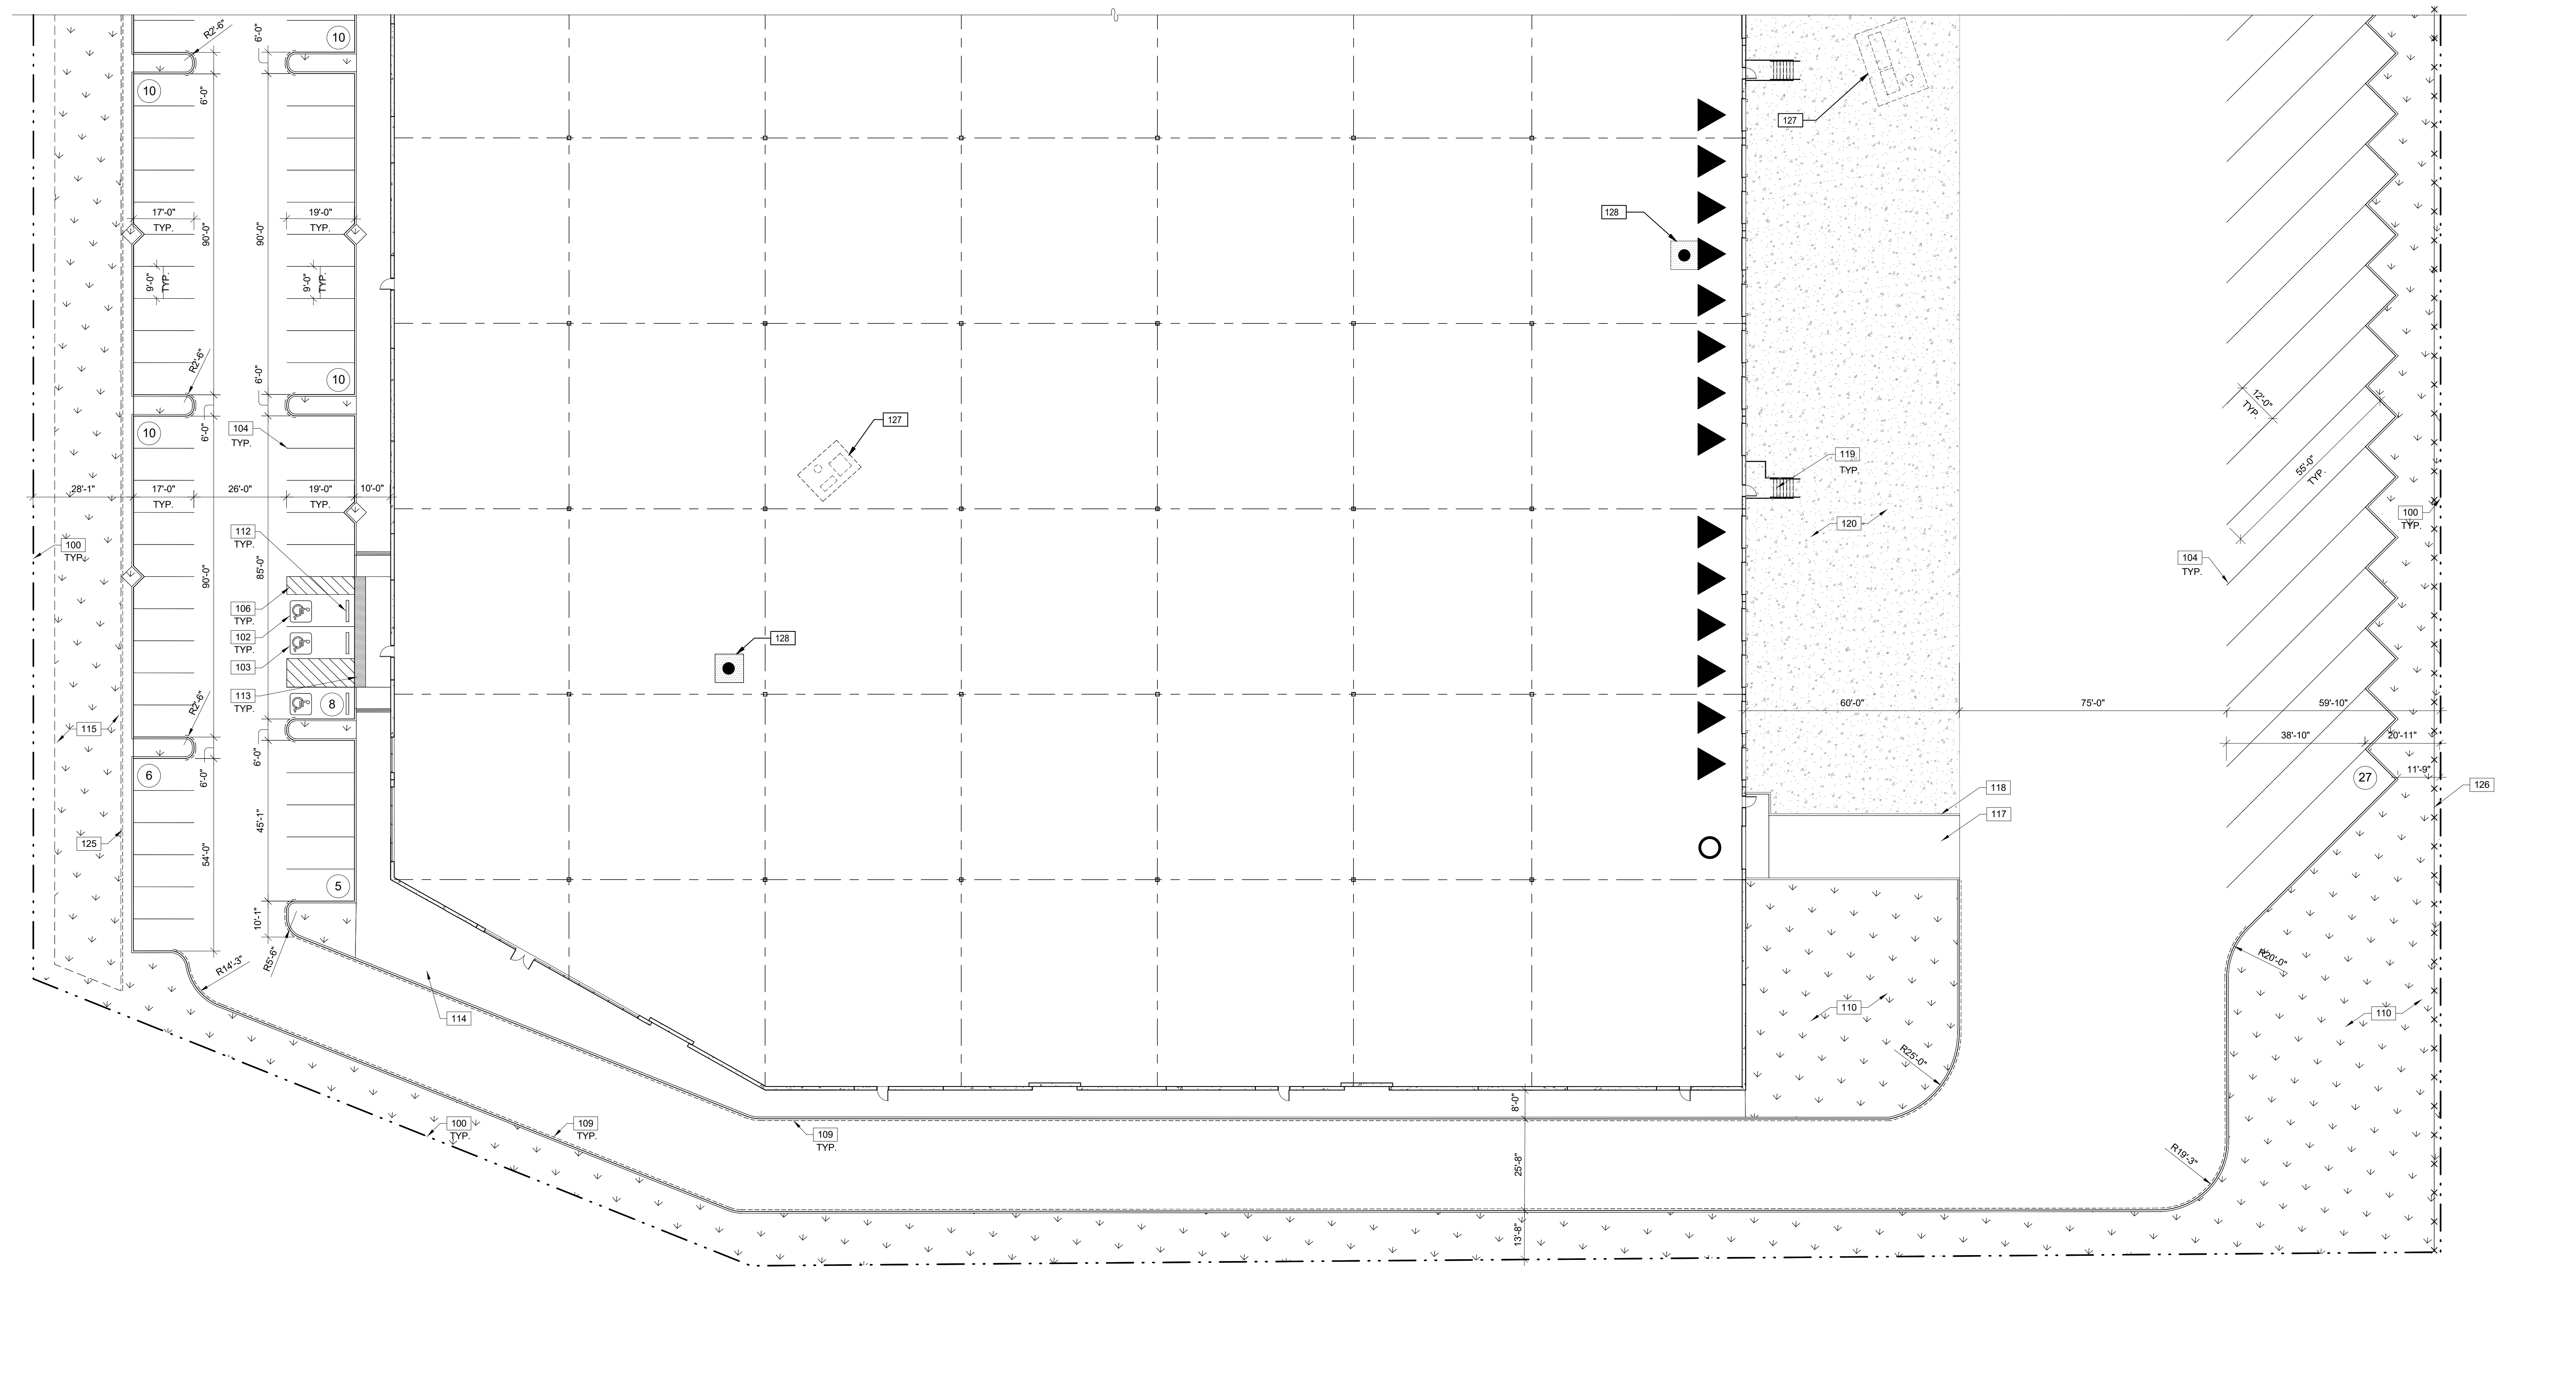 R2'-6"
6'-0"
10
127
10
6'-0"
127
17'-0"
TYP.
19'-0"
TYP.
128
90'-0"
90'-0"
9'-0"
TYP.
9'-0"
TYP.
R2'-6"
6'-0"
10
12'-0"
TYP.
10
6'-0"
104
TYP.
127
119
TYP.
55'-0"
TYP.
28'-1"
17'-0"
TYP.
26'-0"
19'-0"
TYP.
10'-0"
100
TYP.
120
112
TYP.
100
TYP.
104
TYP.
90'-0"
85'-0"
106
TYP.
102
TYP.
128
103
113
TYP.
8
R2'-6"
60'-0"
75'-0"
59'-10"
115
38'-10"
20'-11"
6'-0"
6
6'-0"
27
11'-9"
126
118
117
45'-1"
125
54'-0"
5
10'-1"
R5'-6"
R14'-3"
R20'-0"
110
110
114
R25'-0"
8'-0"
100
TYP.
109
TYP.
109
TYP.
R19'-3"
25'-8"
13'-8"